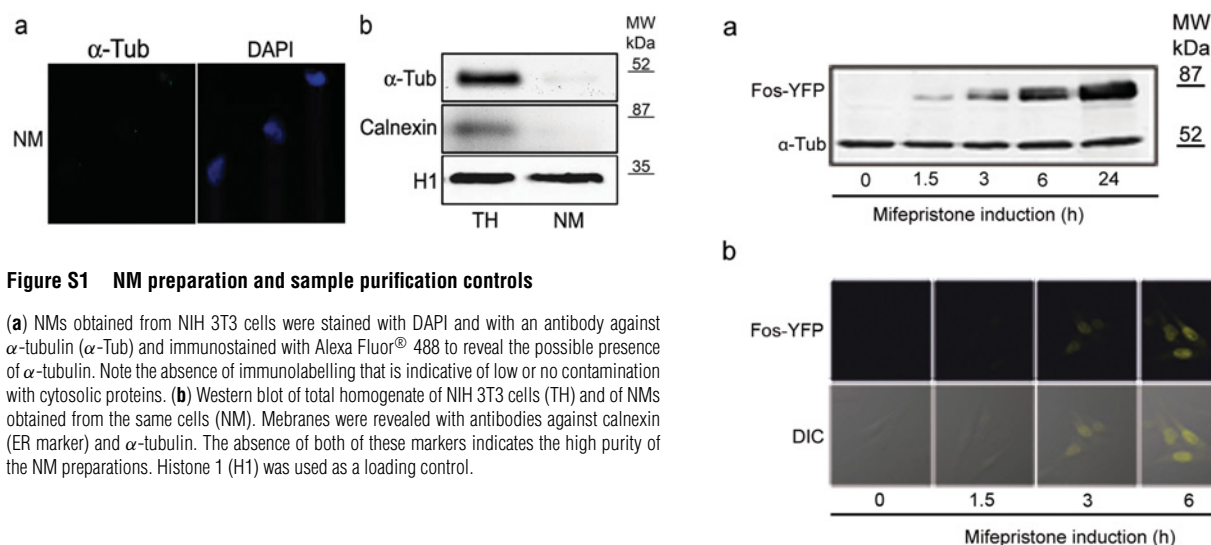 a
α-Tub DAPI
NM
b
MW
kDa
α-Tub 52
Calnexin 87
H1 35
TH NM
Figure S1 NM preparation and sample purification controls
(a) NMs obtained from NIH 3T3 cells were stained with DAPI and with an antibody against
α-tubulin (α-Tub) and immunostained with Alexa Fluor® 488 to reveal the possible presence
of α-tubulin. Note the absence of immunolabelling that is indicative of low or no contamination
with cytosolic proteins. (b) Western blot of total homogenate of NIH 3T3 cells (TH) and of NMs
obtained from the same cells (NM). Mebranes were revealed with antibodies against calnexin
(ER marker) and α-tubulin. The absence of both of these markers indicates the high purity of
the NM preparations. Histone 1 (H1) was used as a loading control.
a
MW
kDa
Fos-YFP 87
α-Tub 52
0 1.5 3 6 24
Mifepristone induction (h)
b
Fos-YFP
DIC
0 1.5 3 6
Mifepristone induction (h)